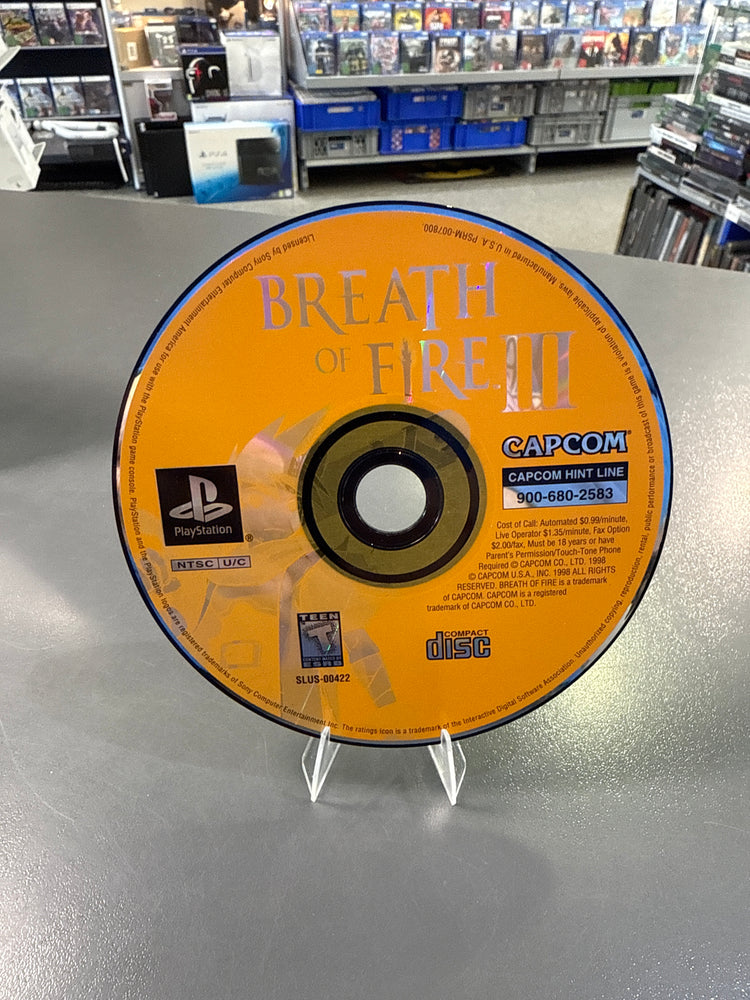 PS4
Licensed by Sony Computer Entertainment America for use with the PlayStation game console. PlayStation and the PlayStation logos are registered trademarks of Sony Computer Entertainment Inc. The ratings icon is a trademark of the Interactive Digital Software Association. Unauthorized copying, reproduction, rental, public performance or broadcast of this game is a violation of applicable laws Manufactured in U.S.A. PSRM-007800.
BREATH
OF FIRE III
CAPCOM®
CAPCOM HINT LINE
900-680-2583
Cost of Call: Automated $0.99/minute,
Live Operator $1.35/minute, Fax Option
$2.00/fax, Must be 18 years or have
Parent's Permission/Touch-Tone Phone
Required © CAPCOM CO., LTD. 1998
© CAPCOM U.S.A., INC. 1998 ALL RIGHTS
RESERVED. BREATH OF FIRE is a trademark
of CAPCOM. CAPCOM is a registered
trademark of CAPCOM CO., LTD.
PlayStation
®
NTSC U/C
TEEN
T
CONTENT RATED BY
ESRB
SLUS-00422
COMPACT
disc